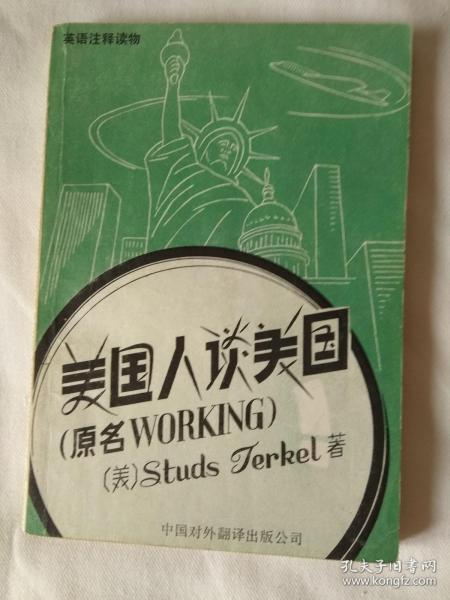 英语注释读物
美国人谈美国
(原名WORKING)
(美)Studs Terkel 著
中国对外翻译出版公司
孔夫子旧书网
www.kongfz.com